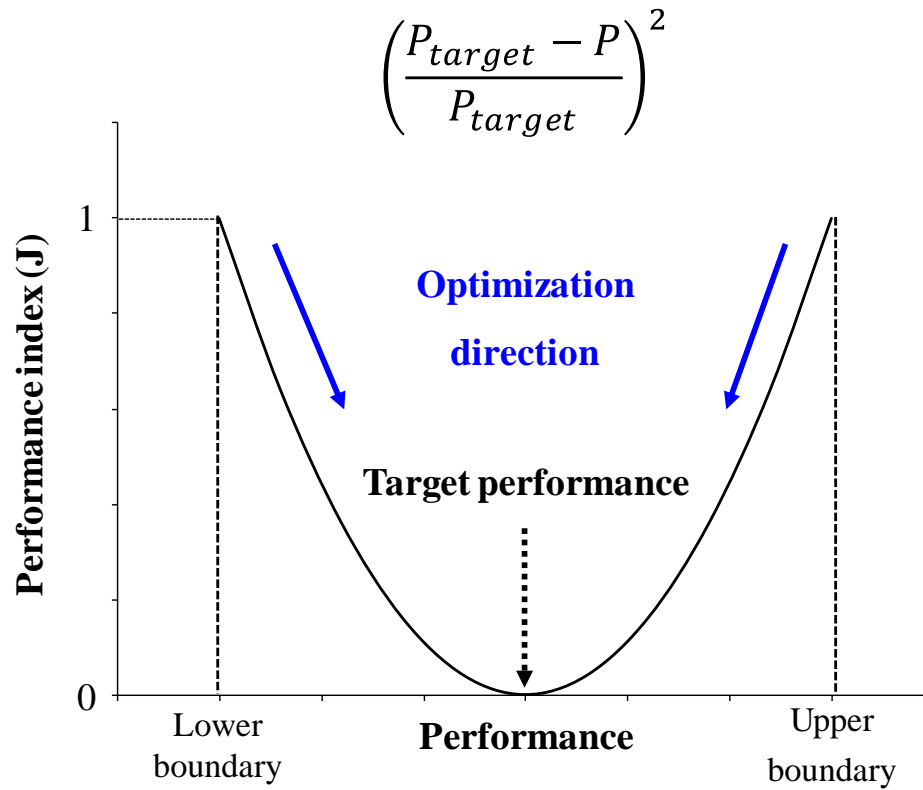 (P_target − P / P_target)²
Performance index (J)
1
0
Optimization
direction
Target performance
Lower
boundary
Performance
Upper
boundary